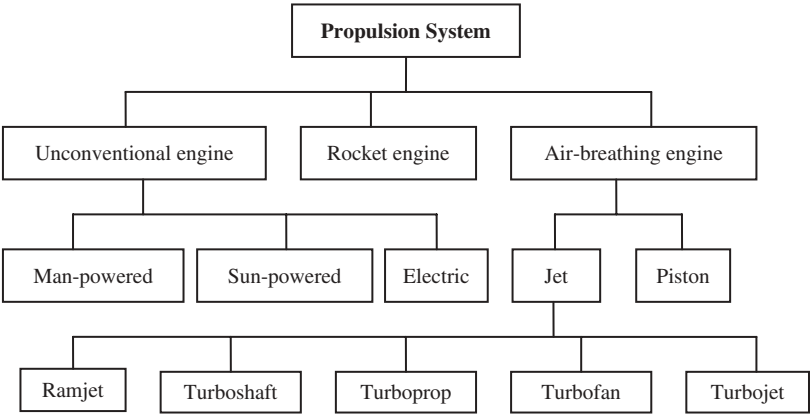 Propulsion System
Unconventional engine
Rocket engine
Air-breathing engine
Man-powered
Sun-powered
Electric
Jet
Piston
Ramjet
Turboshaft
Turboprop
Turbofan
Turbojet